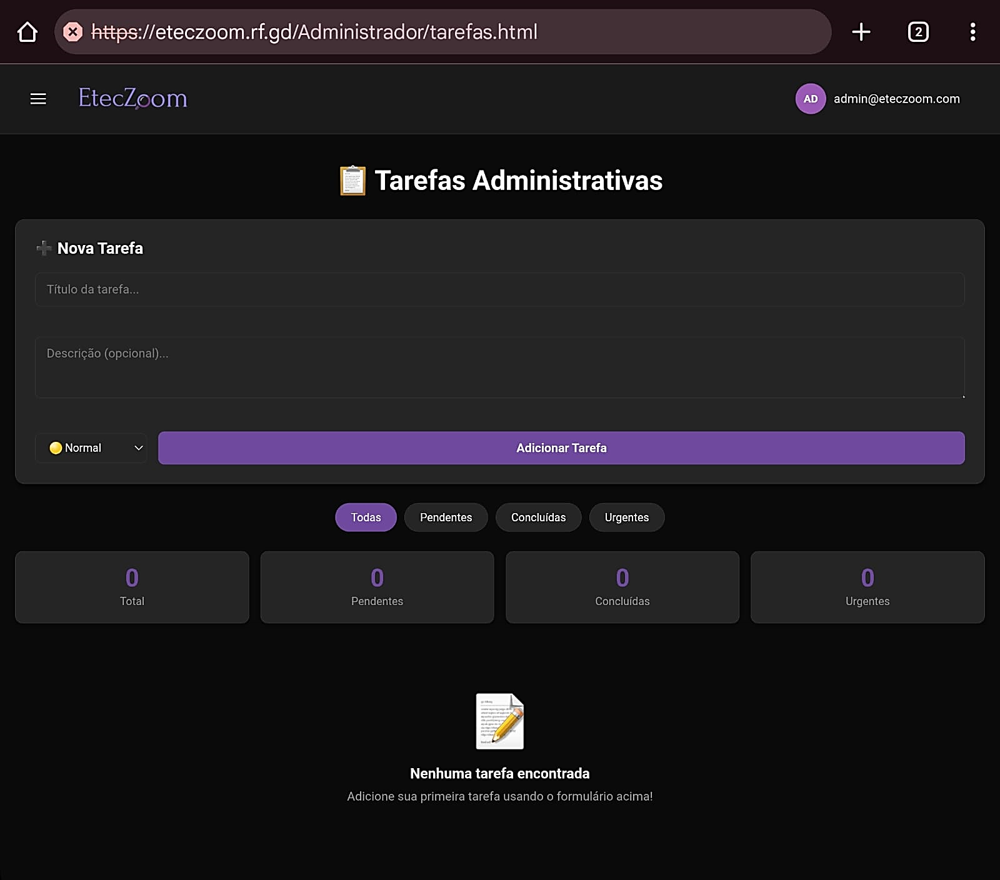 https://eteczoom.rf.gd/Administrador/tarefas.html
2
EtecZoom
AD admin@eteczoom.com
Tarefas Administrativas
Nova Tarefa
Título da tarefa...
Descrição (opcional)...
Normal
Adicionar Tarefa
Todas Pendentes Concluídas Urgentes
0 0 0 0
Total Pendentes Concluídas Urgentes
Nenhuma tarefa encontrada
Adicione sua primeira tarefa usando o formulário acima!